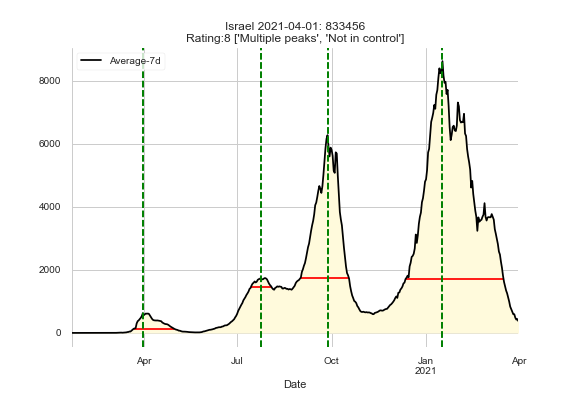 Israel 2021-04-01: 833456
Rating:8 ['Multiple peaks', 'Not in control']
Average-7d
8000
6000
4000
2000
0
Apr Jul Oct Jan Apr
2021
Date